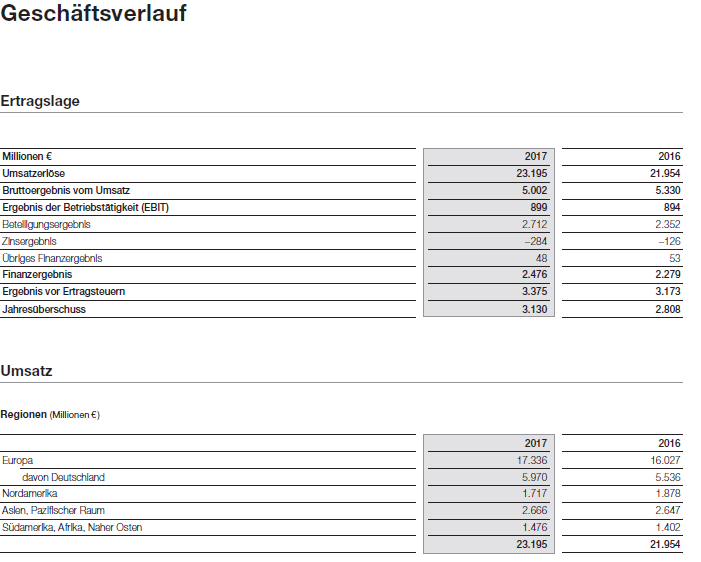 Geschäftsverlauf
Ertragslage
Millionen € 2017 2016
Umsatzerlöse 23.195 21.954
Bruttoergebnis vom Umsatz 5.002 5.330
Ergebnis der Betriebstätigkeit (EBIT) 899 894
Beteiligungsergebnis 2.712 2.352
Zinsergebnis –284 –126
Übriges Finanzergebnis 48 53
Finanzergebnis 2.476 2.279
Ergebnis vor Ertragsteuern 3.375 3.173
Jahresüberschuss 3.130 2.808
Umsatz
Regionen (Millionen €)
2017 2016
Europa 17.336 16.027
davon Deutschland 5.970 5.536
Nordamerika 1.717 1.878
Asien, Pazifischer Raum 2.666 2.647
Südamerika, Afrika, Naher Osten 1.476 1.402
23.195 21.954